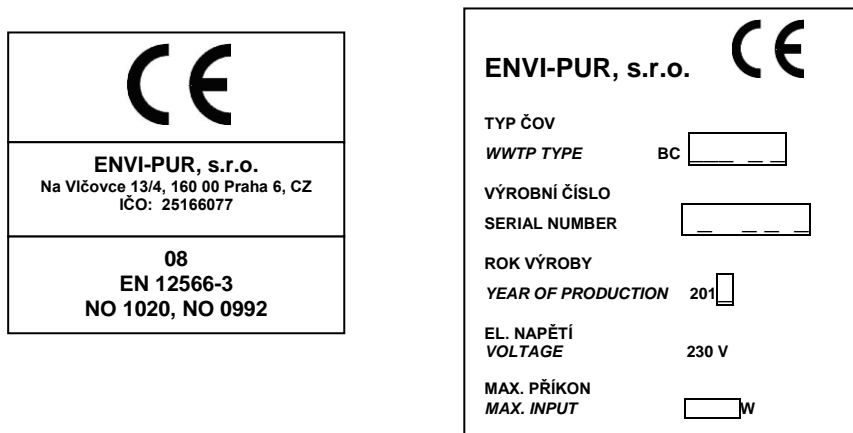 CE
ENVI-PUR, s.r.o.
Na Vlčovce 13/4, 160 00 Praha 6, CZ
IČO: 25166077
08
EN 12566-3
NO 1020, NO 0992
ENVI-PUR, s.r.o. CE
TYP ČOV
WWTP TYPE BC ___ _ _
VÝROBNÍ ČÍSLO
SERIAL NUMBER _ _ _ _
ROK VÝROBY
YEAR OF PRODUCTION 201_
EL. NAPĚTÍ
VOLTAGE 230 V
MAX. PŘÍKON
MAX. INPUT W